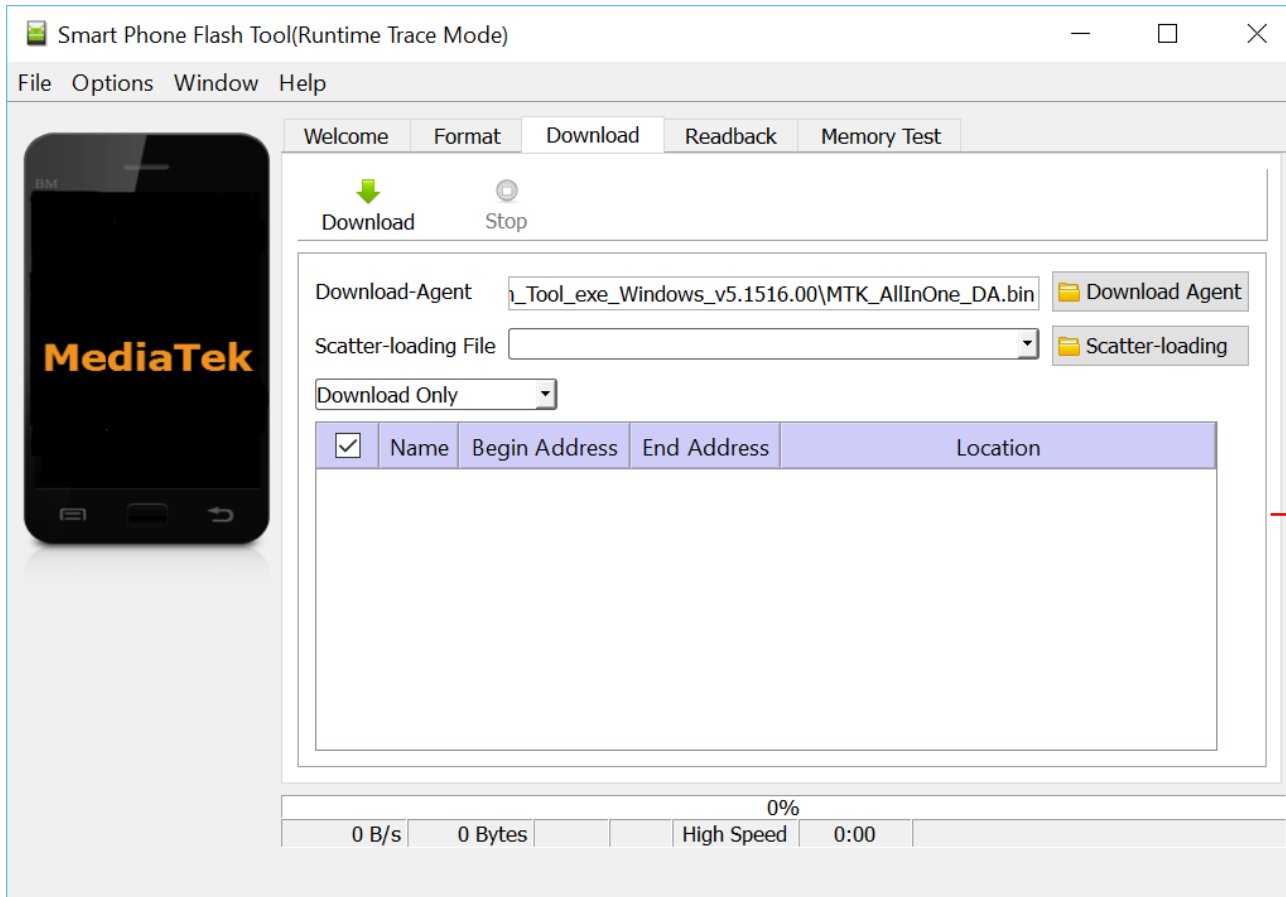 Smart Phone Flash Tool(Runtime Trace Mode)
File Options Window Help
Welcome Format Download Readback Memory Test
BM
Download Stop
Download-Agent _Tool_exe_Windows_v5.1516.00\MTK_AllInOne_DA.bin Download Agent
Scatter-loading File Scatter-loading
MediaTek
Download Only
Name Begin Address End Address Location
0%
0 B/s 0 Bytes High Speed 0:00